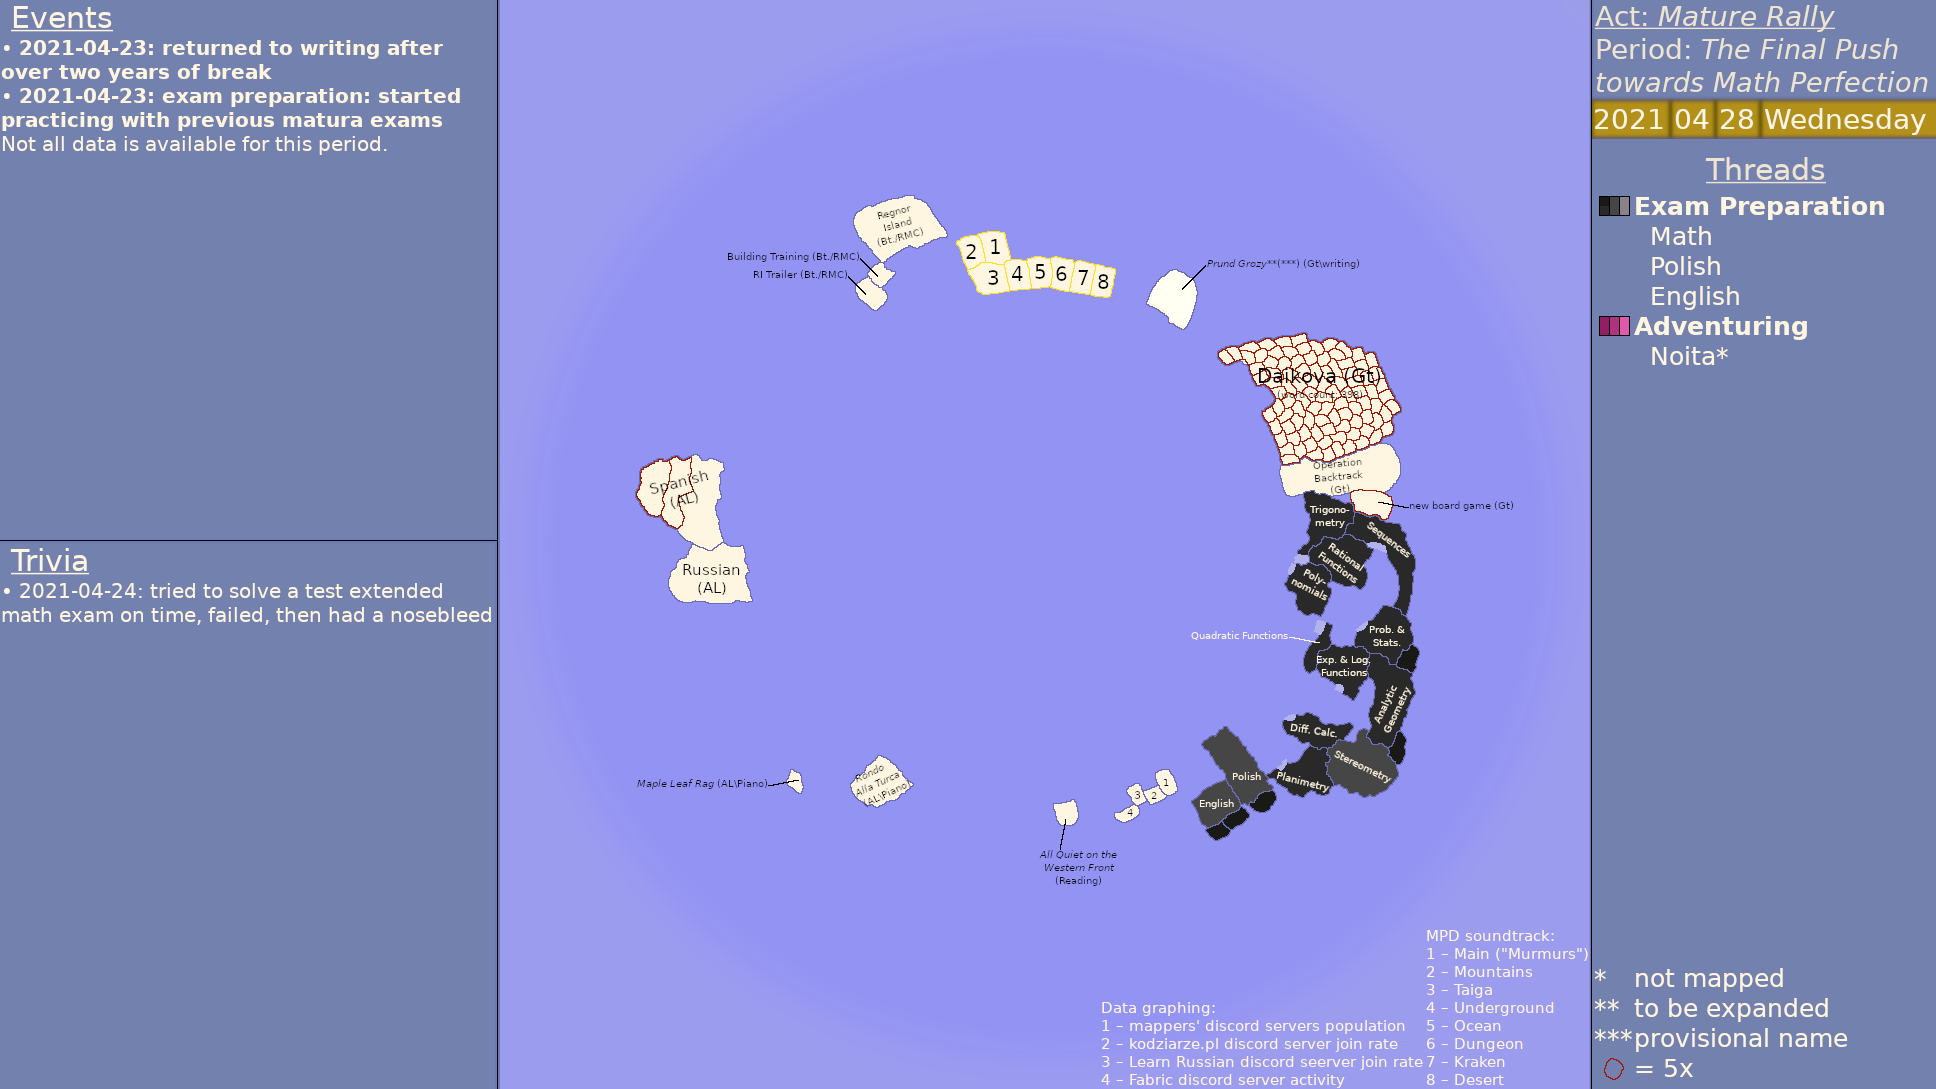 Events
• 2021-04-23: returned to writing after
over two years of break
• 2021-04-23: exam preparation: started
practicing with previous matura exams
Not all data is available for this period.
Trivia
• 2021-04-24: tried to solve a test extended
math exam on time, failed, then had a nosebleed
Regnor
Island
(Bt./RMC)
Building Training (Bt./RMC)
RI Trailer (Bt./RMC)
2 1
3 4 5 6 7 8
Prund Grozy**(***) (Gt\writing)
Daikova (Gt)
(word count: 398)
Operation
Backtrack
(Gt)
new board game (Gt)
Trigono-
metry
Sequences
Rational
Functions
Poly-
nomials
Quadratic Functions
Prob. &
Stats.
Exp. & Log.
Functions
Analytic
Geometry
Diff. Calc.
Stereometry
Planimetry
Polish
English
Spanish
(AL)
Russian
(AL)
Maple Leaf Rag (AL\Piano)
Rondo
Alla Turca
(AL\Piano)
All Quiet on the
Western Front
(Reading)
1
3 2
4
Data graphing:
1 – mappers' discord servers population
2 – kodziarze.pl discord server join rate
3 – Learn Russian discord seerver join rate
4 – Fabric discord server activity
MPD soundtrack:
1 – Main ("Murmurs")
2 – Mountains
3 – Taiga
4 – Underground
5 – Ocean
6 – Dungeon
7 – Kraken
8 – Desert
Act: Mature Rally
Period: The Final Push
towards Math Perfection
2021 04 28 Wednesday
Threads
Exam Preparation
Math
Polish
English
Adventuring
Noita*
* not mapped
** to be expanded
***provisional name
= 5x